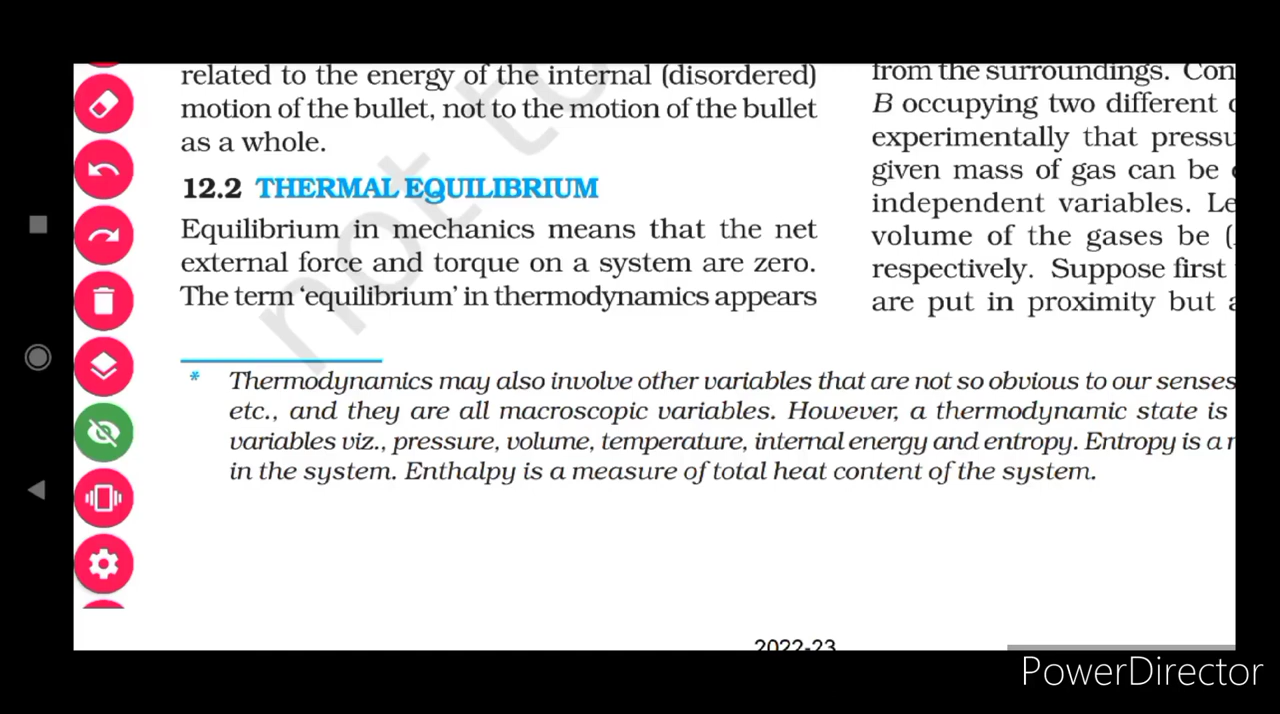 related to the energy of the internal (disordered)
motion of the bullet, not to the motion of the bullet
as a whole.
12.2 THERMAL EQUILIBRIUM
Equilibrium in mechanics means that the net
external force and torque on a system are zero.
The term ‘equilibrium’ in thermodynamics appears
from the surroundings. Con
B occupying two different
experimentally that pressu
given mass of gas can be
independent variables. Le
volume of the gases be (
respectively. Suppose first
are put in proximity but
* Thermodynamics may also involve other variables that are not so obvious to our senses
etc., and they are all macroscopic variables. However, a thermodynamic state is
variables viz., pressure, volume, temperature, internal energy and entropy. Entropy is a
in the system. Enthalpy is a measure of total heat content of the system.
not to
2022-23
PowerDirector